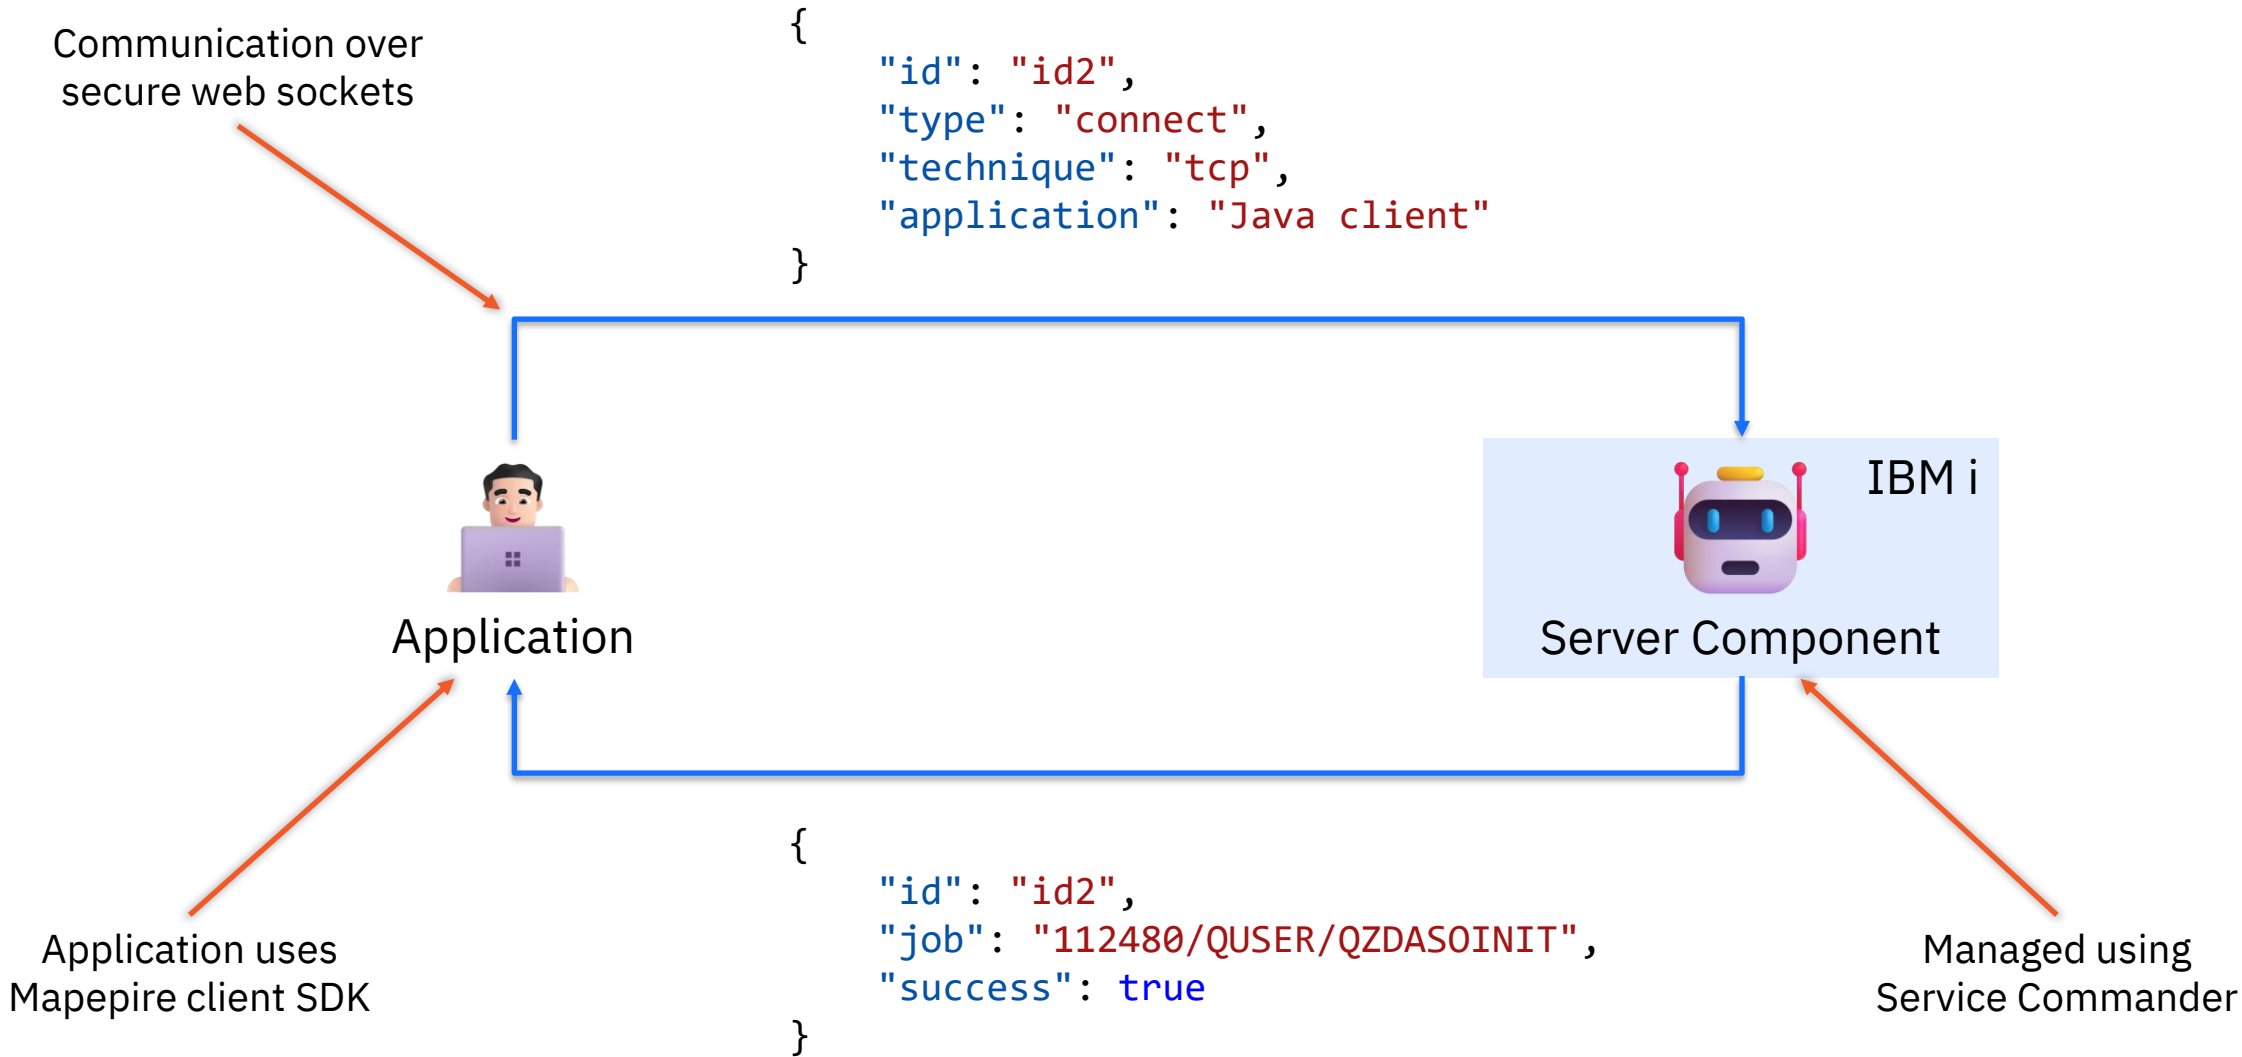 Communication over
secure web sockets
{
"id": "id2",
"type": "connect",
"technique": "tcp",
"application": "Java client"
}
IBM i
Application
Server Component
{
"id": "id2",
"job": "112480/QUSER/QZDASOINIT",
"success": true
}
Application uses
Mapepire client SDK
Managed using
Service Commander